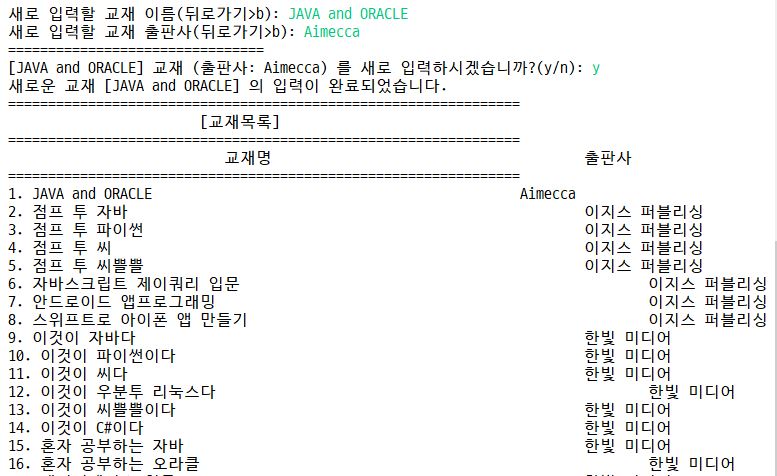 새로 입력할 교재 이름(뒤로가기>b): JAVA and ORACLE
새로 입력할 교재 출판사(뒤로가기>b): Aimecca
================================
[JAVA and ORACLE] 교재 (출판사: Aimecca) 를 새로 입력하시겠습니까?(y/n): y
새로운 교재 [JAVA and ORACLE] 의 입력이 완료되었습니다.
================================================================
[교재목록]
================================================================
교재명 출판사
================================================================
1. JAVA and ORACLE Aimecca
2. 점프 투 자바 이지스 퍼블리싱
3. 점프 투 파이썬 이지스 퍼블리싱
4. 점프 투 씨 이지스 퍼블리싱
5. 점프 투 씨쁠쁠 이지스 퍼블리싱
6. 자바스크립트 제이쿼리 입문 이지스 퍼블리싱
7. 안드로이드 앱프로그래밍 이지스 퍼블리싱
8. 스위프트로 아이폰 앱 만들기 이지스 퍼블리싱
9. 이것이 자바다 한빛 미디어
10. 이것이 파이썬이다 한빛 미디어
11. 이것이 씨다 한빛 미디어
12. 이것이 우분투 리눅스다 한빛 미디어
13. 이것이 씨쁠쁠이다 한빛 미디어
14. 이것이 C#이다 한빛 미디어
15. 혼자 공부하는 자바 한빛 미디어
16. 혼자 공부하는 오라클 한빛 미디어